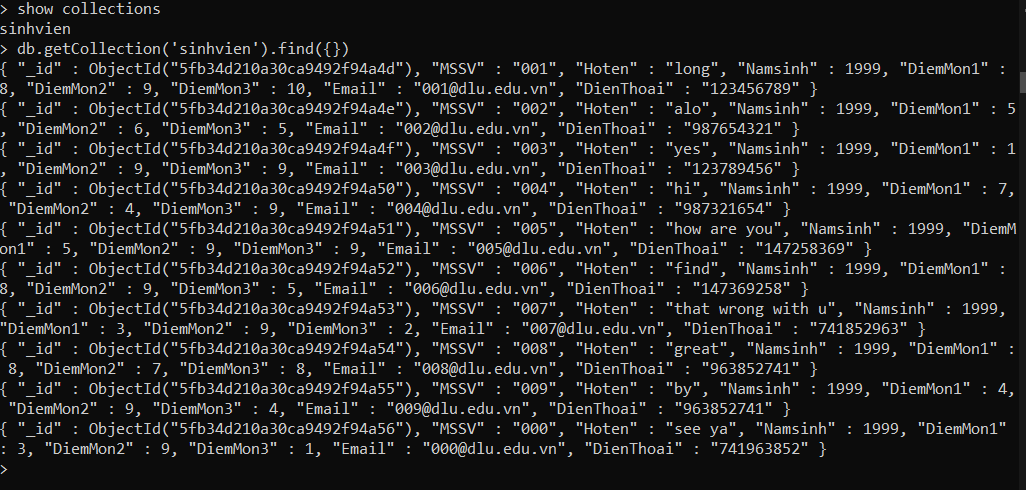 > show collections
sinhvien
> db.getCollection('sinhvien').find({})
{ "_id" : ObjectId("5fb34d210a30ca9492f94a4d"), "MSSV" : "001", "Hoten" : "long", "Namsinh" : 1999, "DiemMon1" :
8, "DiemMon2" : 9, "DiemMon3" : 10, "Email" : "001@dlu.edu.vn", "DienThoai" : "123456789" }
{ "_id" : ObjectId("5fb34d210a30ca9492f94a4e"), "MSSV" : "002", "Hoten" : "alo", "Namsinh" : 1999, "DiemMon1" : 5
, "DiemMon2" : 6, "DiemMon3" : 5, "Email" : "002@dlu.edu.vn", "DienThoai" : "987654321" }
{ "_id" : ObjectId("5fb34d210a30ca9492f94a4f"), "MSSV" : "003", "Hoten" : "yes", "Namsinh" : 1999, "DiemMon1" : 1
, "DiemMon2" : 9, "DiemMon3" : 9, "Email" : "003@dlu.edu.vn", "DienThoai" : "123789456" }
{ "_id" : ObjectId("5fb34d210a30ca9492f94a50"), "MSSV" : "004", "Hoten" : "hi", "Namsinh" : 1999, "DiemMon1" : 7,
 "DiemMon2" : 4, "DiemMon3" : 9, "Email" : "004@dlu.edu.vn", "DienThoai" : "987321654" }
{ "_id" : ObjectId("5fb34d210a30ca9492f94a51"), "MSSV" : "005", "Hoten" : "how are you", "Namsinh" : 1999, "DiemM
on1" : 5, "DiemMon2" : 9, "DiemMon3" : 9, "Email" : "005@dlu.edu.vn", "DienThoai" : "147258369" }
{ "_id" : ObjectId("5fb34d210a30ca9492f94a52"), "MSSV" : "006", "Hoten" : "find", "Namsinh" : 1999, "DiemMon1" :
8, "DiemMon2" : 9, "DiemMon3" : 5, "Email" : "006@dlu.edu.vn", "DienThoai" : "147369258" }
{ "_id" : ObjectId("5fb34d210a30ca9492f94a53"), "MSSV" : "007", "Hoten" : "that wrong with u", "Namsinh" : 1999,
"DiemMon1" : 3, "DiemMon2" : 9, "DiemMon3" : 2, "Email" : "007@dlu.edu.vn", "DienThoai" : "741852963" }
{ "_id" : ObjectId("5fb34d210a30ca9492f94a54"), "MSSV" : "008", "Hoten" : "great", "Namsinh" : 1999, "DiemMon1" :
 8, "DiemMon2" : 7, "DiemMon3" : 8, "Email" : "008@dlu.edu.vn", "DienThoai" : "963852741" }
{ "_id" : ObjectId("5fb34d210a30ca9492f94a55"), "MSSV" : "009", "Hoten" : "by", "Namsinh" : 1999, "DiemMon1" : 4,
 "DiemMon2" : 9, "DiemMon3" : 4, "Email" : "009@dlu.edu.vn", "DienThoai" : "963852741" }
{ "_id" : ObjectId("5fb34d210a30ca9492f94a56"), "MSSV" : "000", "Hoten" : "see ya", "Namsinh" : 1999, "DiemMon1"
: 3, "DiemMon2" : 9, "DiemMon3" : 1, "Email" : "000@dlu.edu.vn", "DienThoai" : "741963852" }
>